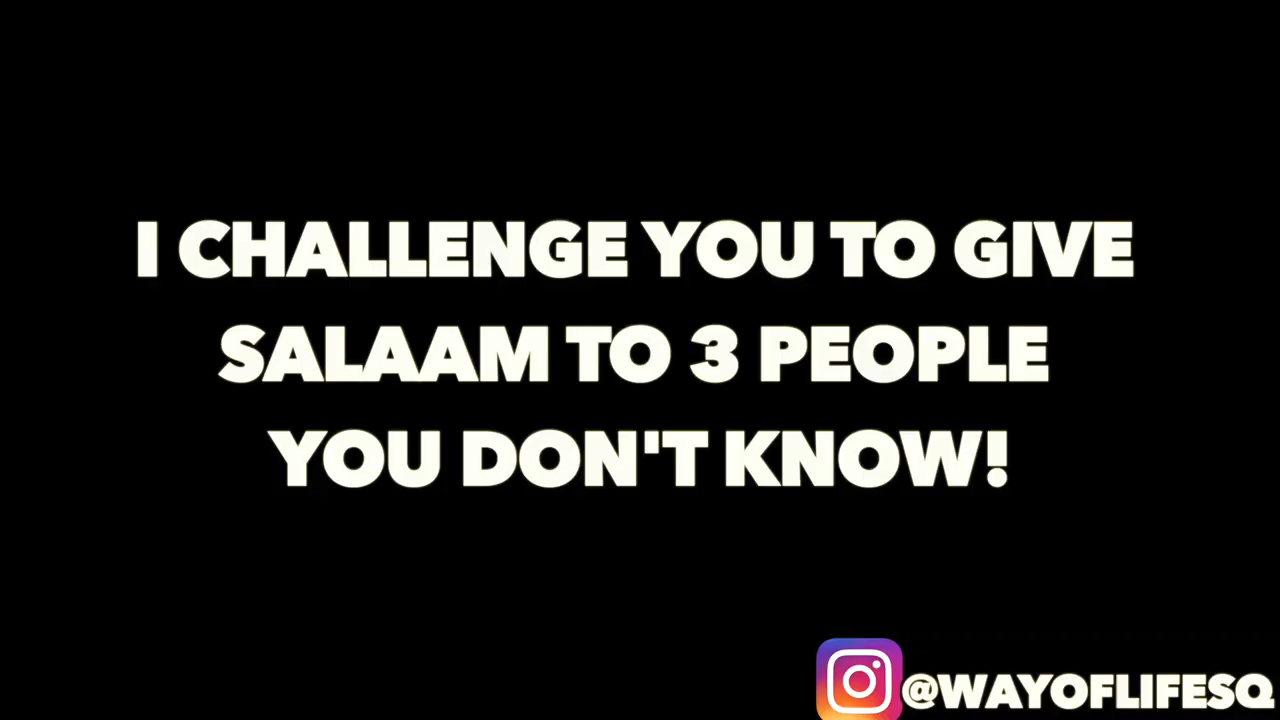 I CHALLENGE YOU TO GIVE
SALAAM TO 3 PEOPLE
YOU DON'T KNOW!
@WAYOFLIFESQ